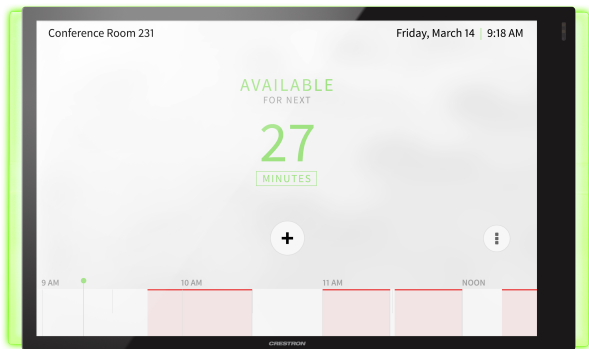 Conference Room 231
Friday, March 14 | 9:18 AM
AVAILABLE
FOR NEXT
27
MINUTES
9 AM
10 AM
11 AM
NOON
CRESTRON